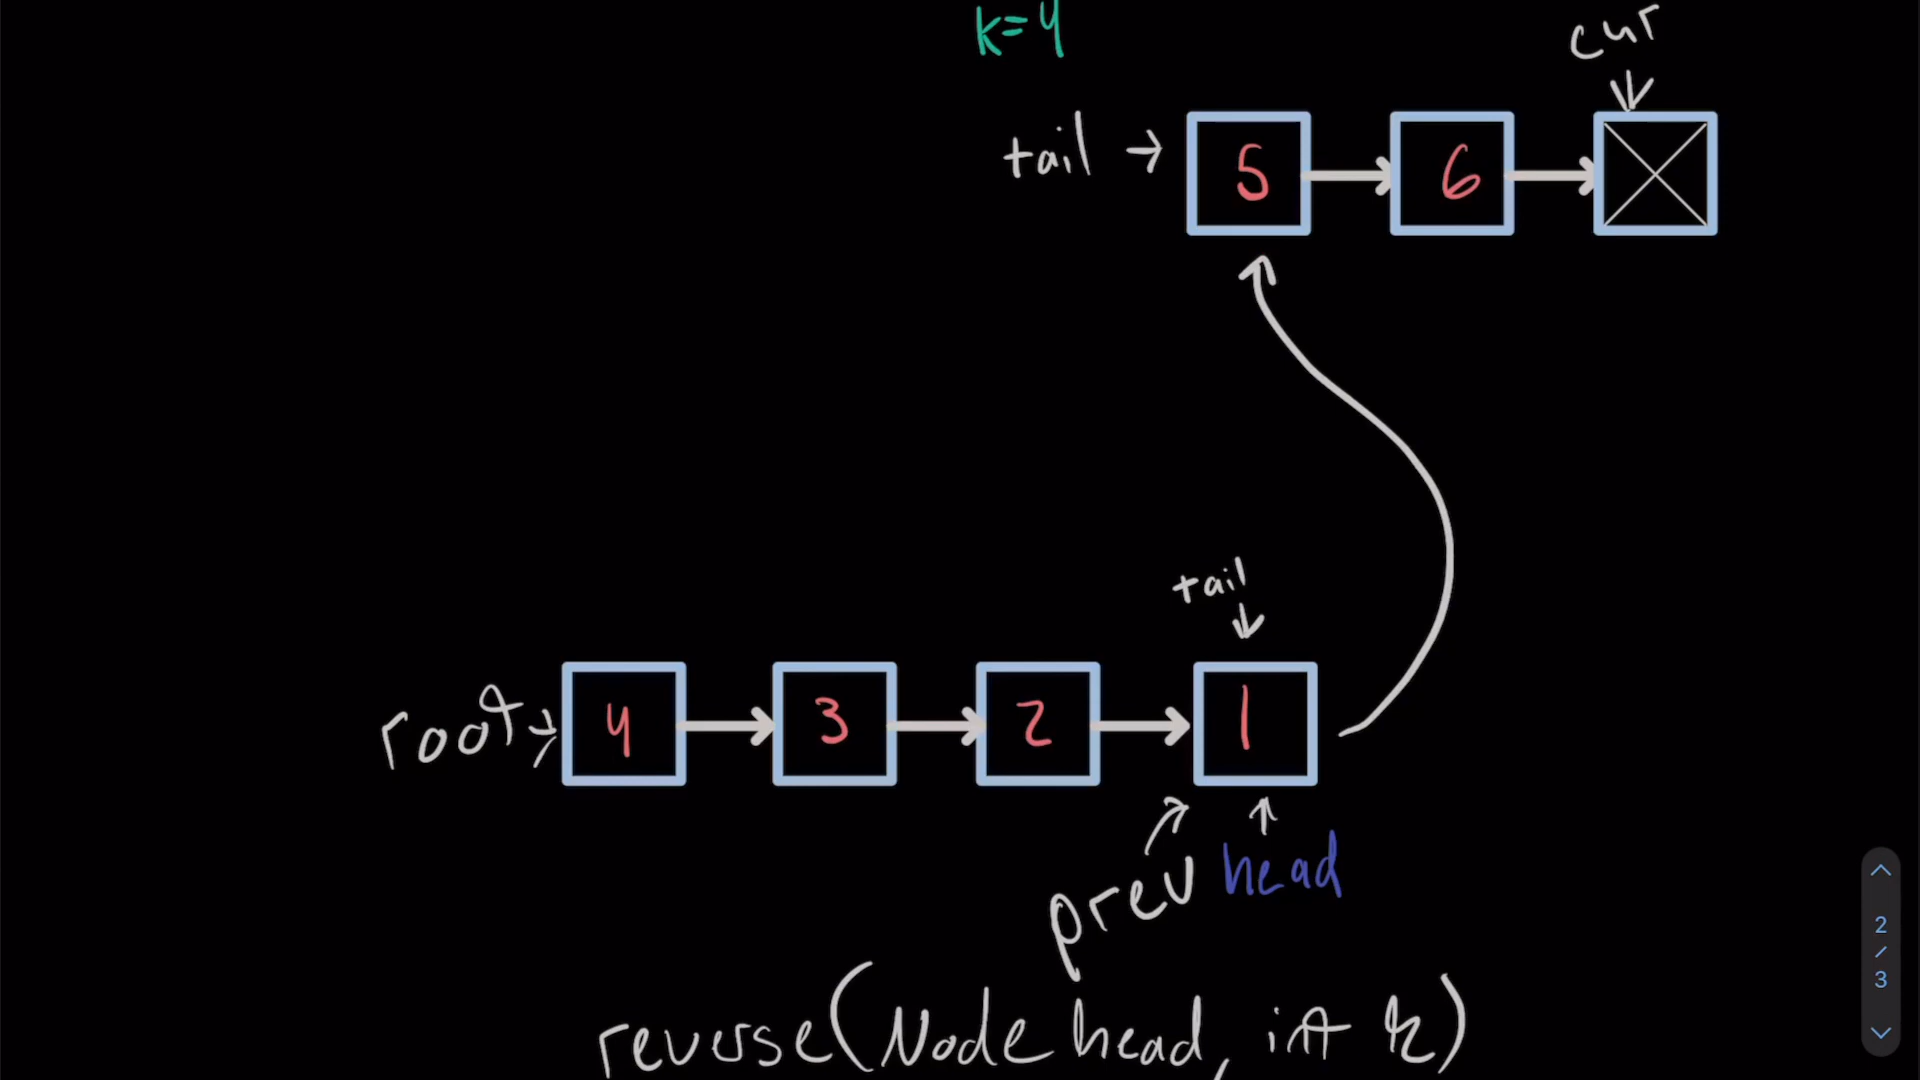 k=4
cur
tail → 5 → 6 →
tail
root → 4 → 3 → 2 → 1
prev head
reverse(Node head, int k)
2
/
3